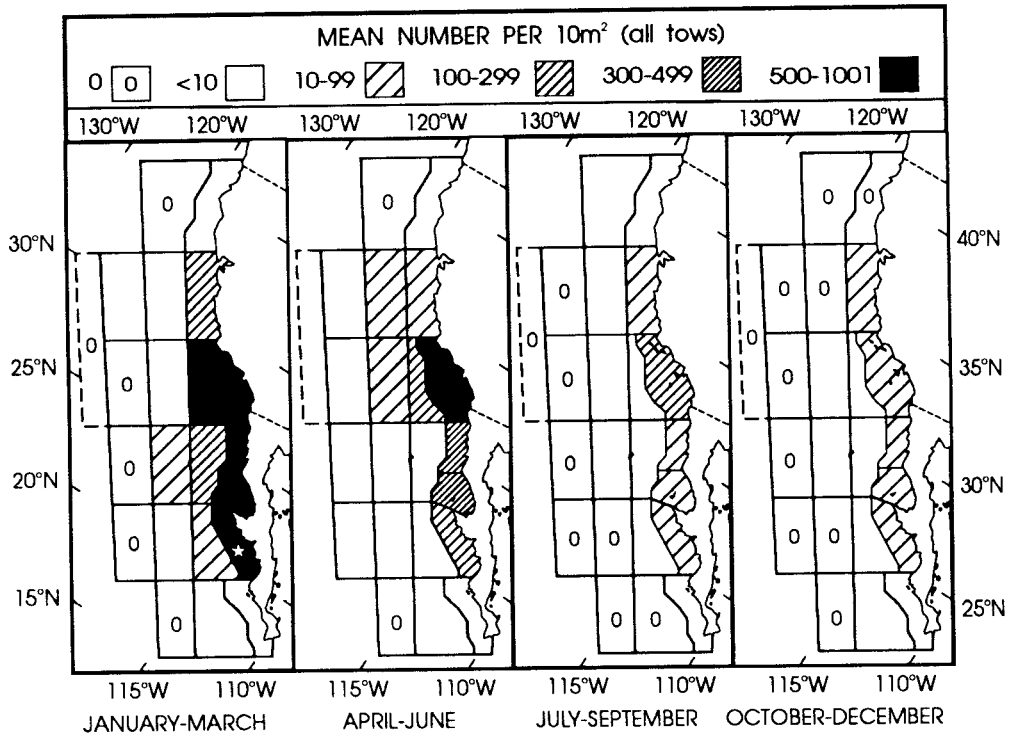 MEAN NUMBER PER 10m² (all tows)
0 0 <10 10-99 100-299 300-499 500-1001
130°W 120°W 130°W 120°W 130°W 120°W 130°W 120°W
0 0 0 0
30°N 40°N
0 0 0
0 0 0
25°N 0 0 0 35°N
0 0 0
20°N 30°N
0 0 0 0 0
15°N 0 0 0 0 0 25°N
115°W 110°W 115°W 110°W 115°W 110°W 115°W 110°W
JANUARY-MARCH APRIL-JUNE JULY-SEPTEMBER OCTOBER-DECEMBER